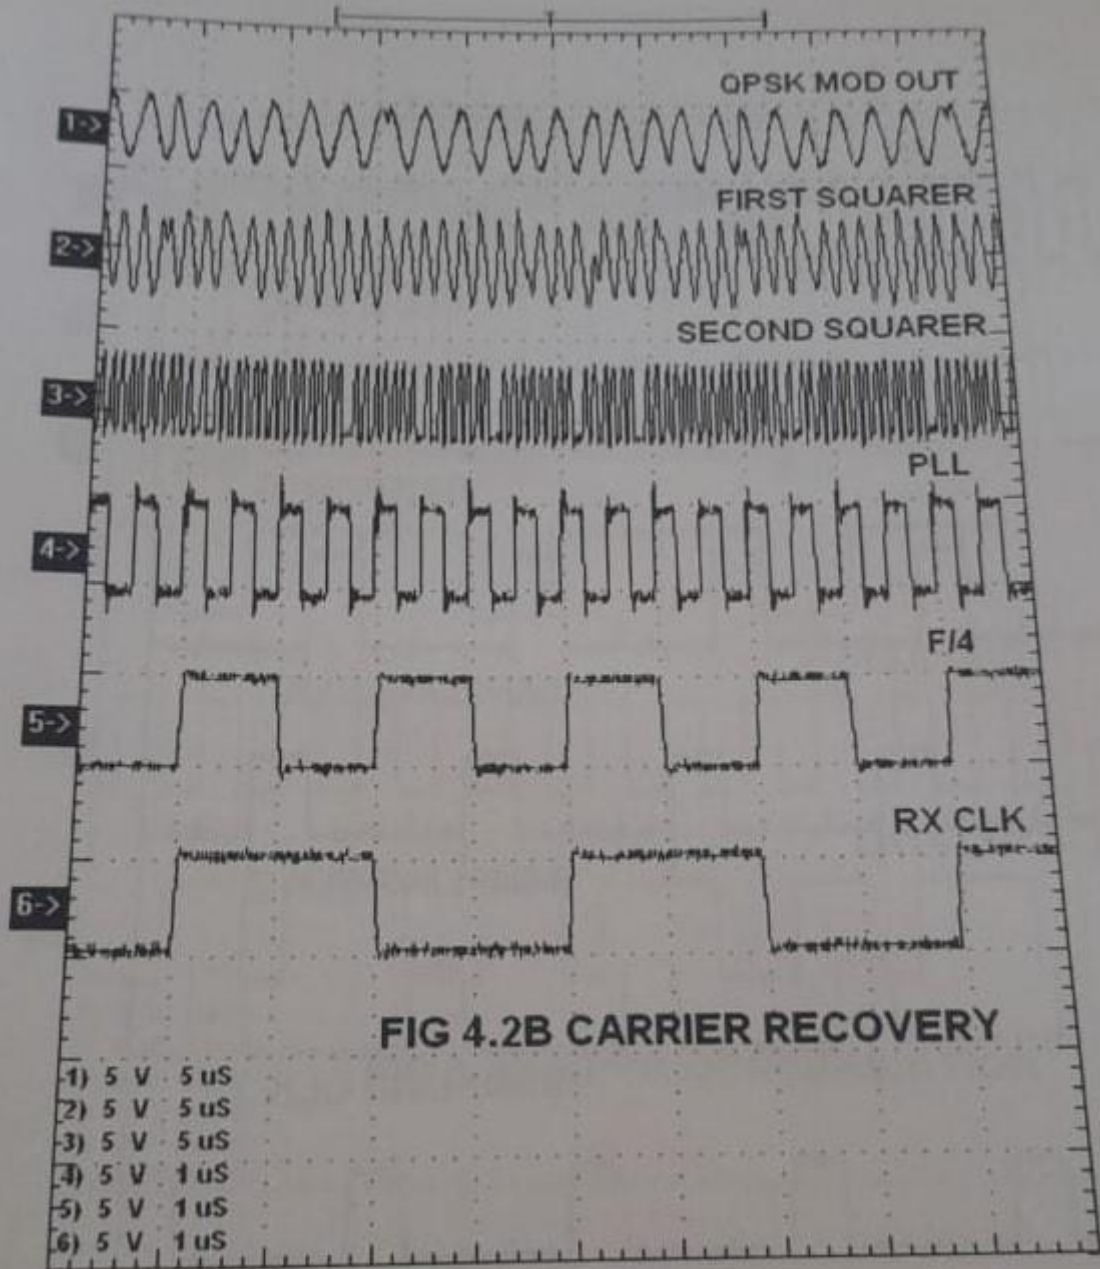 QPSK MOD OUT
1->
FIRST SQUARER
2->
SECOND SQUARER
3->
PLL
4->
F/4
5->
RX CLK
6->
FIG 4.2B CARRIER RECOVERY
1) 5 V 5 uS
2) 5 V 5 uS
3) 5 V 5 uS
4) 5 V 1 uS
5) 5 V 1 uS
6) 5 V 1 uS